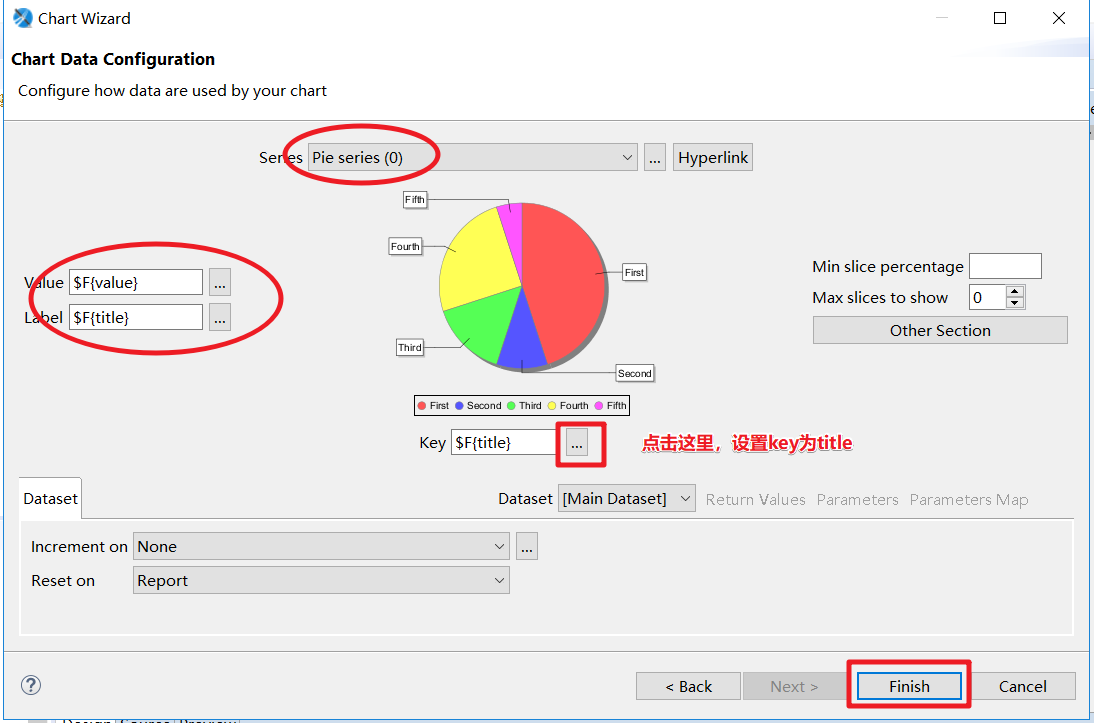 Chart Wizard
Chart Data Configuration
Configure how data are used by your chart
Series Pie series (0) ... Hyperlink
Fifth
Fourth
First
Third
Second
Value $F{value} ...
Label $F{title} ...
Min slice percentage
Max slices to show 0
Other Section
First Second Third Fourth Fifth
Key $F{title} ... 点击这里，设置key为title
Dataset Dataset [Main Dataset] Return Values Parameters Parameters Map
Increment on None ...
Reset on Report
? < Back Next > Finish Cancel
Design Source Preview